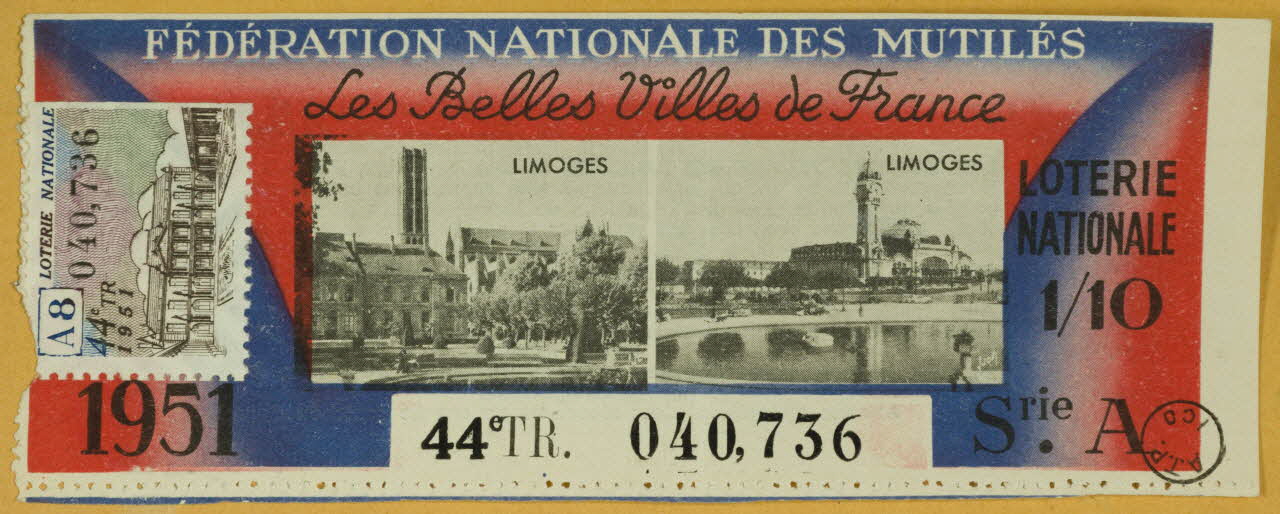 FÉDÉRATION NATIONALE DES MUTILÉS
Les Belles Villes de France
LIMOGES
LIMOGES
LOTERIE
NATIONALE
1/10
LOTERIE NATIONALE
040,736
A8
44e TR
1951
1951
44e TR. 040,736
Srie. A
A.J.P.